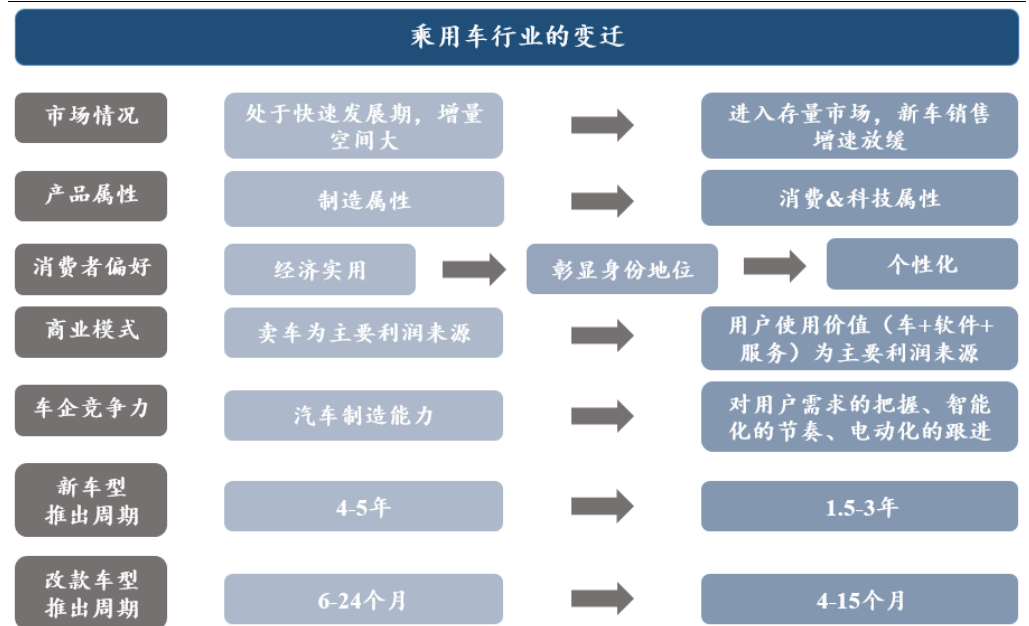 乘用车行业的变迁
市场情况
处于快速发展期，增量
空间大
进入存量市场，新车销售
增速放缓
产品属性
制造属性
消费&科技属性
消费者偏好
经济实用
彰显身份地位
个性化
商业模式
卖车为主要利润来源
用户使用价值（车+软件+
服务）为主要利润来源
车企竞争力
汽车制造能力
对用户需求的把握、智能
化的节奏、电动化的跟进
新车型
推出周期
4-5年
1.5-3年
改款车型
推出周期
6-24个月
4-15个月